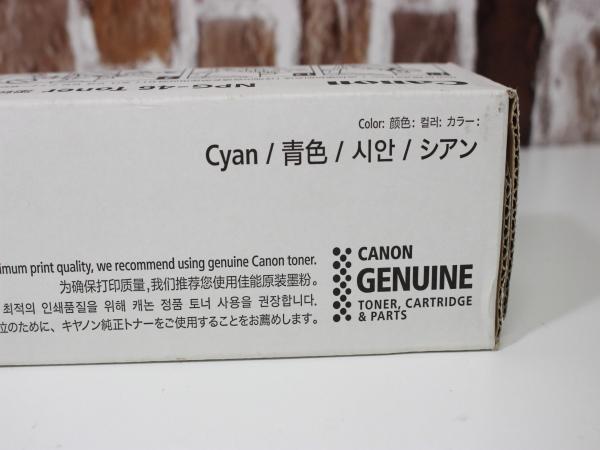 Canon
NPG-46 Toner
Color: 颜色: 컬러: カラー:
Cyan / 青色 / 시안 / シアン
imum print quality, we recommend using genuine Canon toner.
为确保打印质量,我们推荐您使用佳能原装墨粉。
최적의 인쇄품질을 위해 캐논 정품 토너 사용을 권장합니다.
位のために、キヤノン純正トナーをご使用することをお薦めします。
CANON
GENUINE
TONER, CARTRIDGE
& PARTS